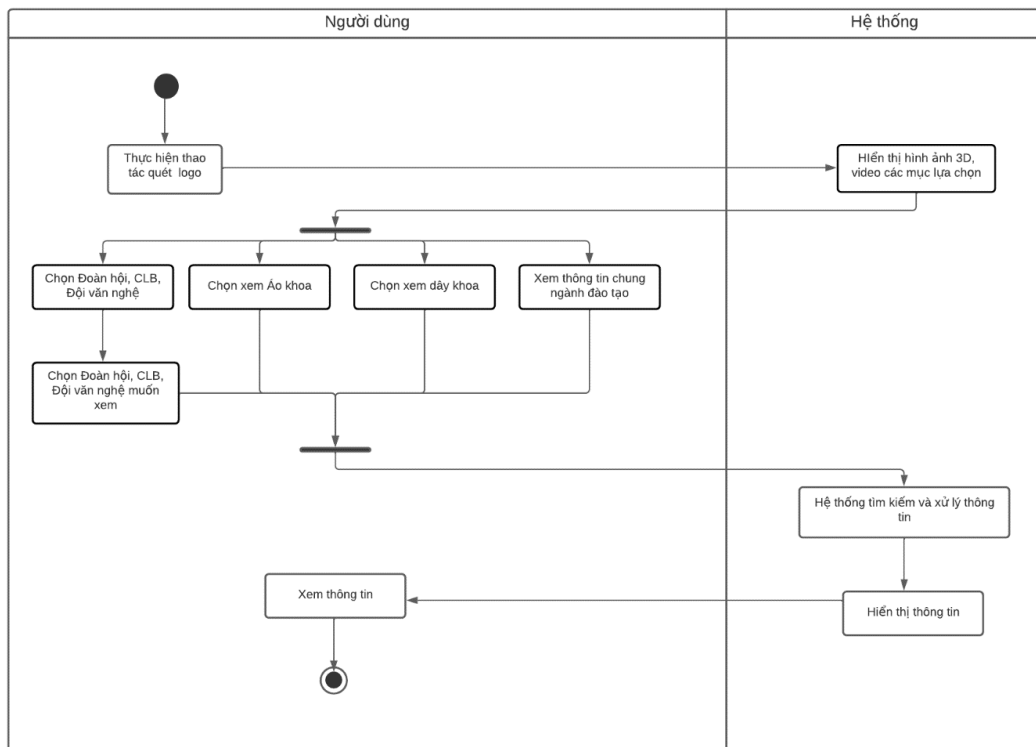 Người dùng
Hệ thống
Thực hiện thao
tác quét logo
HIển thị hình ảnh 3D,
video các mục lựa chọn
Chọn Đoàn hội, CLB,
Đội văn nghệ
Chọn xem Áo khoa
Chọn xem dây khoa
Xem thông tin chung
ngành đào tạo
Chọn Đoàn hội, CLB,
Đội văn nghệ muốn
xem
Hệ thống tìm kiếm và xử lý thông
tin
Xem thông tin
Hiển thị thông tin